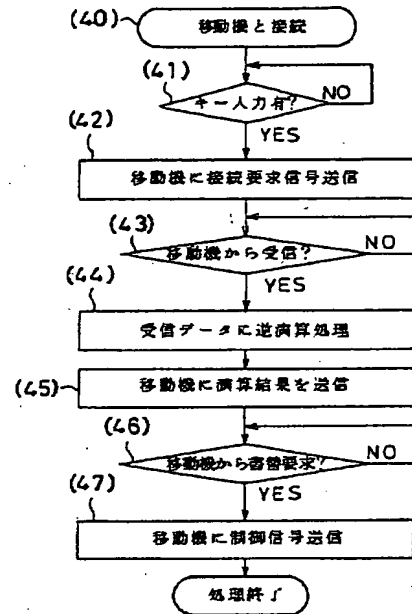 (40) 移動機と接続
(41)
キー入力有? NO
YES
(42)
移動機に接続要求信号送信
(43)
移動機から受信? NO
YES
(44)
受信データに逆演算処理
(45) 移動機に演算結果を送信
(46)
移動機から書替要求? NO
YES
(47)
移動機に制御信号送信
処理終了